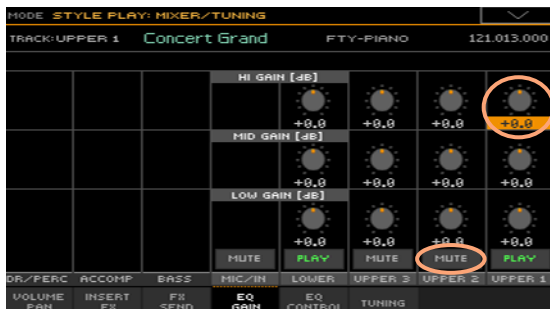 MODE STYLE PLAY: MIXER/TUNING
TRACK:UPPER 1 Concert Grand FTY-PIANO 121.013.000
HI GAIN [dB]
+0.0 +0.0 +0.0 +0.0
MID GAIN [dB]
+0.0 +0.0 +0.0 +0.0
LOW GAIN [dB]
+0.0 +0.0 +0.0 +0.0
MUTE PLAY MUTE MUTE PLAY
DR/PERC ACCOMP BASS MIC/IN LOWER UPPER 3 UPPER 2 UPPER 1
VOLUME INSERT FX EQ EQ TUNING
PAN FX SEND GAIN CONTROL